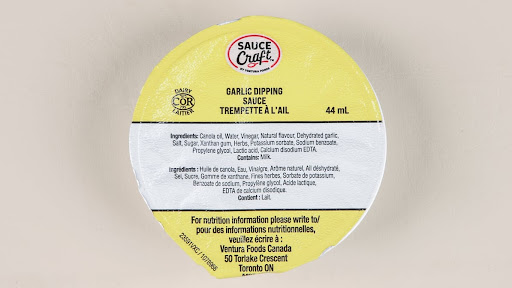 SAUCE
Craft
BY VENTURA FOODS
DAIRY
COR
LAITIER
GARLIC DIPPING
SAUCE
TREMPETTE À L'AIL
44 mL
Ingredients: Canola oil, Water, Vinegar, Natural flavour, Dehydrated garlic,
Salt, Sugar, Xanthan gum, Herbs, Potassium sorbate, Sodium benzoate,
Propylene glycol, Lactic acid, Calcium disodium EDTA.
Contains: Milk.
Ingrédients : Huile de canola, Eau, Vinaigre, Arôme naturel, Ail déshydraté,
Sel, Sucre, Gomme de xanthane, Fines herbes, Sorbate de potassium,
Benzoate de sodium, Propylène glycol, Acide lactique,
EDTA de calcium disodique.
Contient : Lait.
For nutrition information please write to/
pour des informations nutritionnelles,
veuillez écrire à :
Ventura Foods Canada
50 Torlake Crescent
Toronto ON